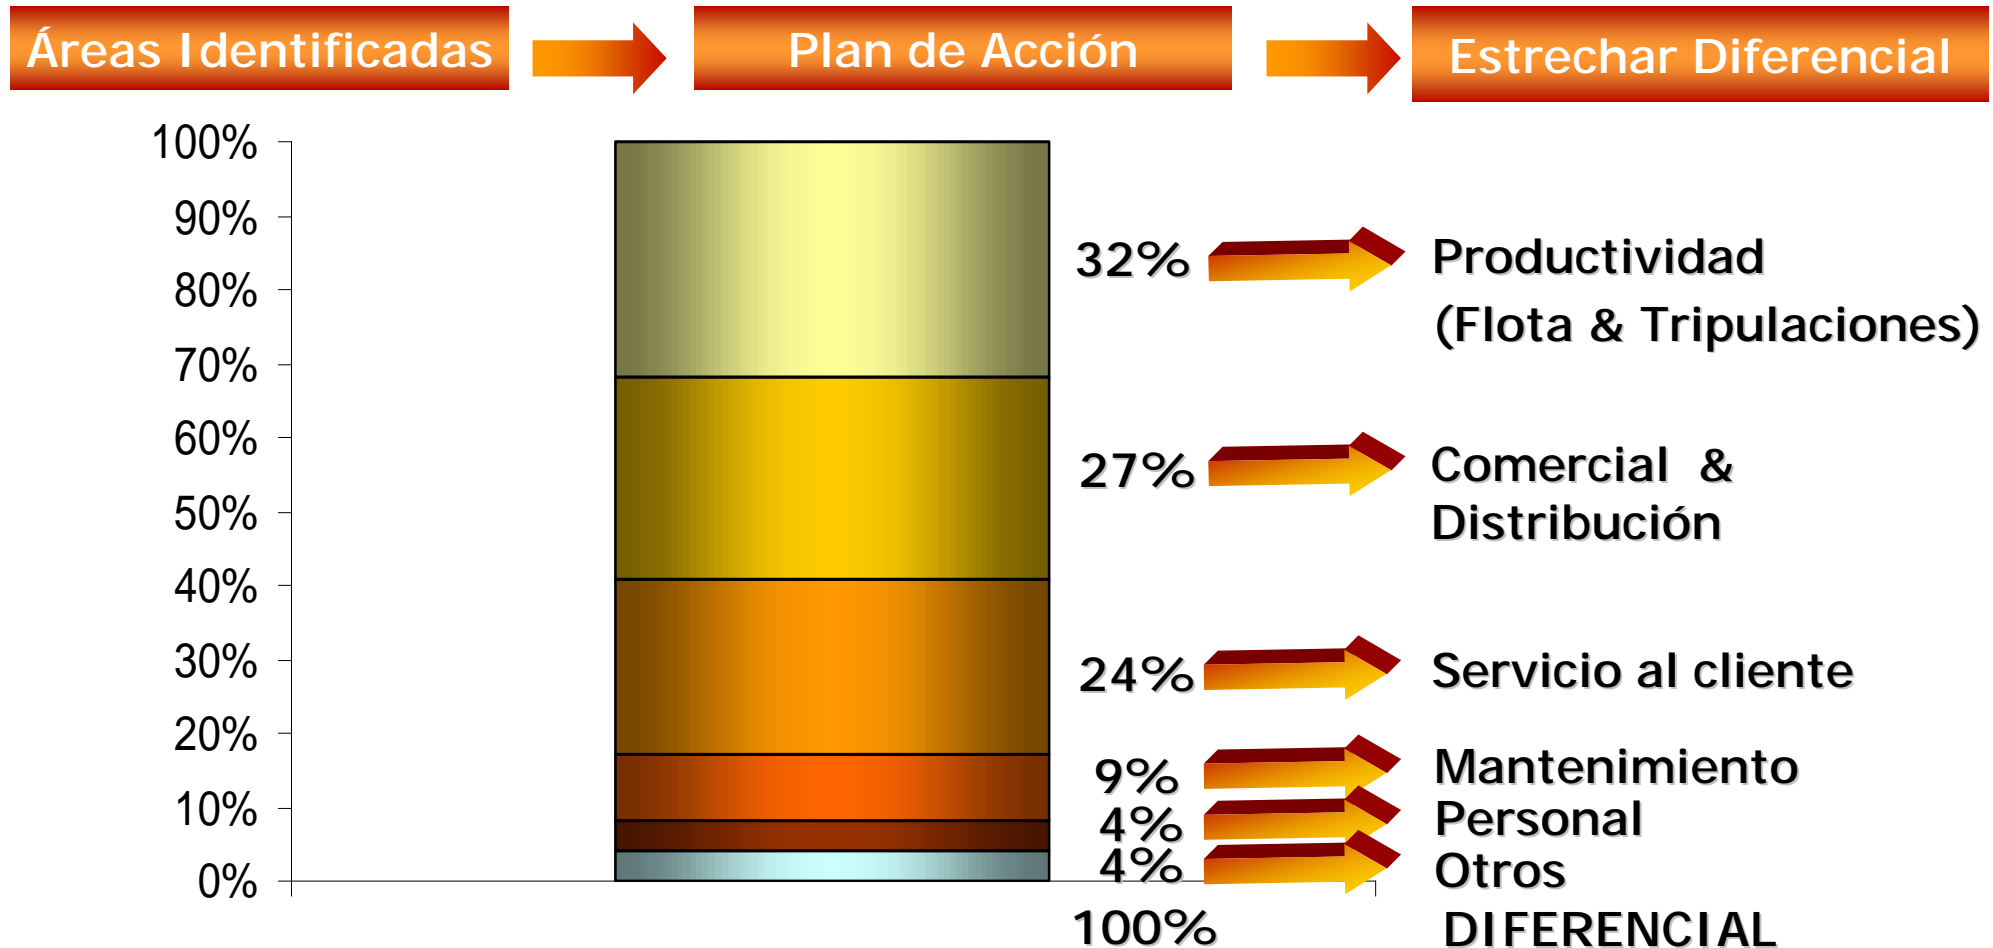 Áreas Identificadas
Plan de Acción
Estrechar Diferencial
100%
90%
80%
70%
60%
50%
40%
30%
20%
10%
0%
32%
Productividad
(Flota & Tripulaciones)
27%
Comercial &
Distribución
24%
Servicio al cliente
9%
Mantenimiento
4%
Personal
4%
Otros
100%
DIFERENCIAL